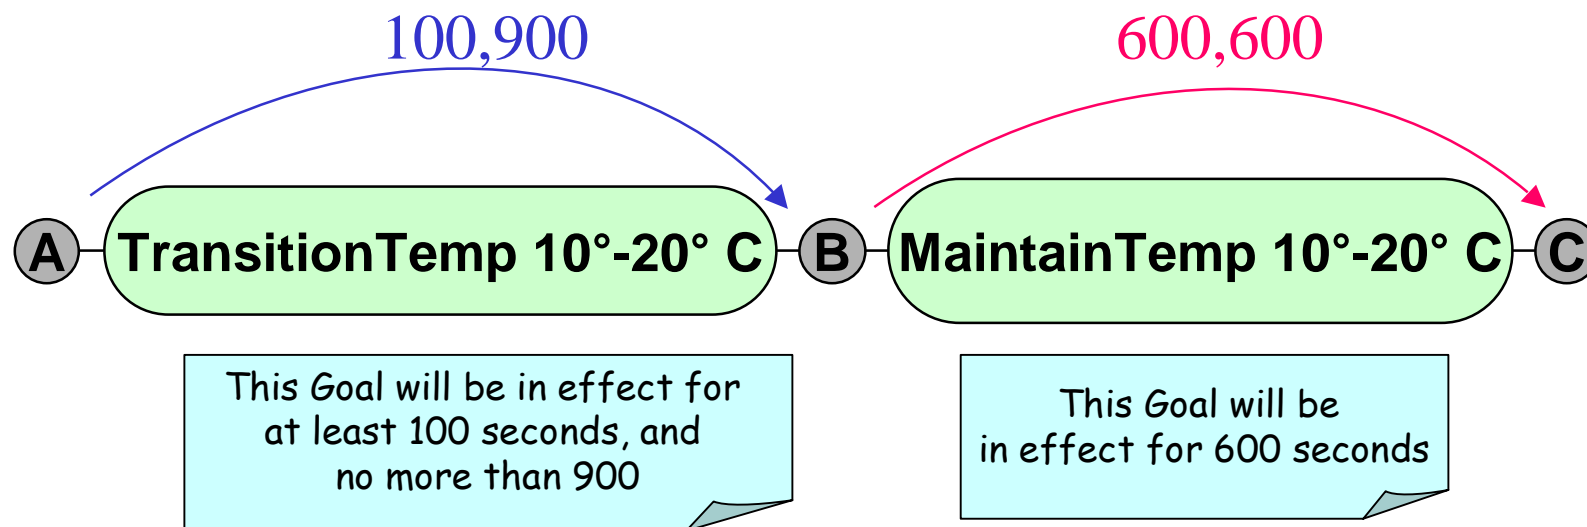 100,900
600,600
A
TransitionTemp 10°-20° C
B
MaintainTemp 10°-20° C
C
This Goal will be in effect for
at least 100 seconds, and
no more than 900
This Goal will be
in effect for 600 seconds